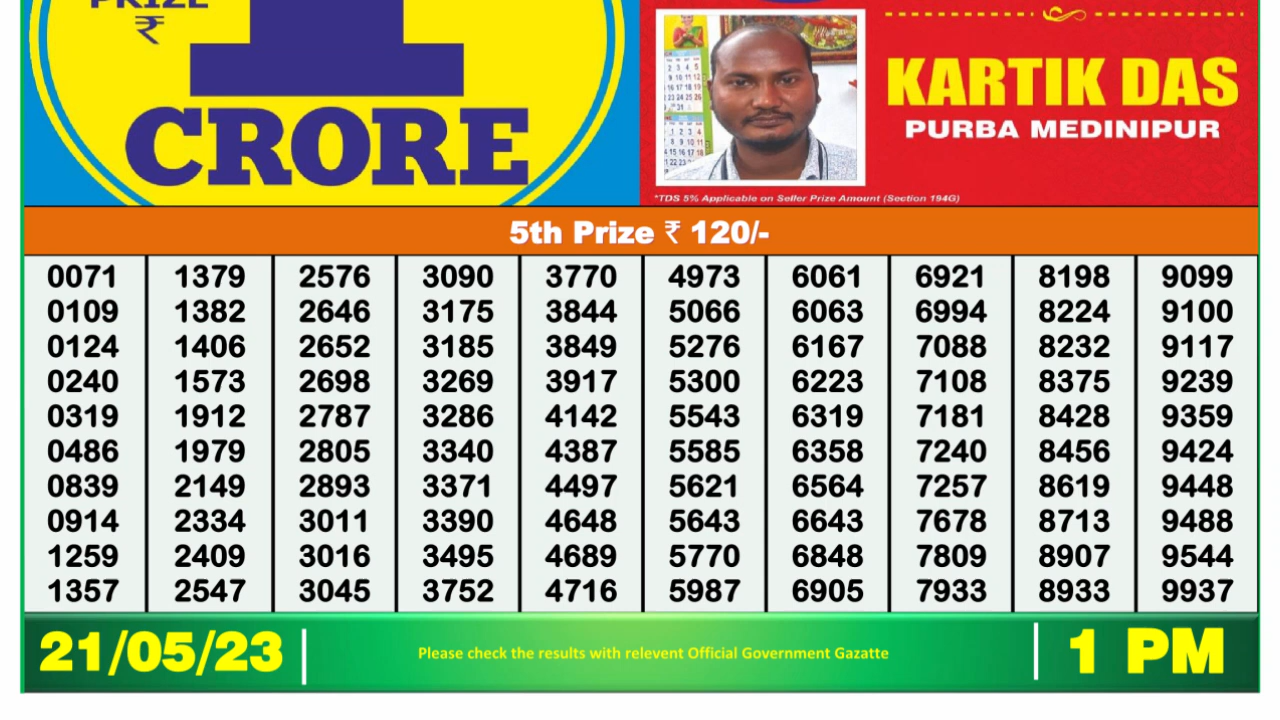 PRIZE
₹
1
CRORE
KARTIK DAS
PURBA MEDINIPUR
*TDS 5% Applicable on Seller Prize Amount (Section 194G)
5th Prize ₹ 120/-
0071 1379 2576 3090 3770 4973 6061 6921 8198 9099
0109 1382 2646 3175 3844 5066 6063 6994 8224 9100
0124 1406 2652 3185 3849 5276 6167 7088 8232 9117
0240 1573 2698 3269 3917 5300 6223 7108 8375 9239
0319 1912 2787 3286 4142 5543 6319 7181 8428 9359
0486 1979 2805 3340 4387 5585 6358 7240 8456 9424
0839 2149 2893 3371 4497 5621 6564 7257 8619 9448
0914 2334 3011 3390 4648 5643 6643 7678 8713 9488
1259 2409 3016 3495 4689 5770 6848 7809 8907 9544
1357 2547 3045 3752 4716 5987 6905 7933 8933 9937
21/05/23
Please check the results with relevent Official Government Gazatte
1 PM